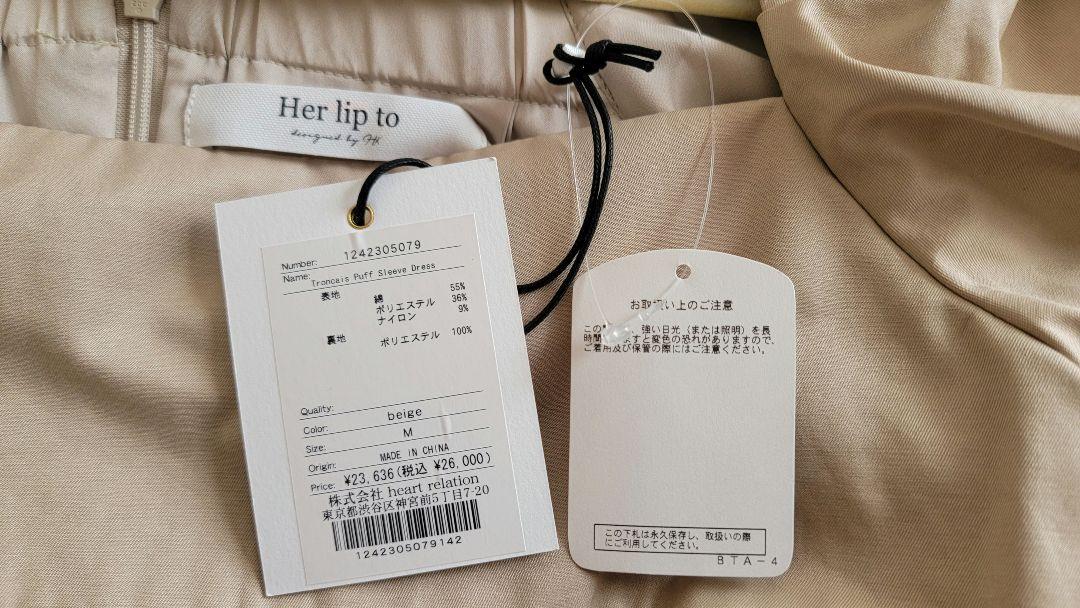 Her lip to
designed by HK
Number: 1242305079
Name: Troncais Puff Sleeve Dress
表地 綿 55%
ポリエステル 36%
ナイロン 9%
裏地 ポリエステル 100%
Quality:
Color: beige
Size: M
Origin: MADE IN CHINA
Price: ¥23,636(税込 ¥26,000)
株式会社 heart relation
東京都渋谷区神宮前5丁目7-20
1242305079142
お取扱い上のご注意
この 、強い日光（または照明）を長
時間 ますと変色の恐れがありますので、
ご着用及び保管の際にはご注意ください。
この下札は永久保存し、取扱いの際
にご利用してください。
BTA-4